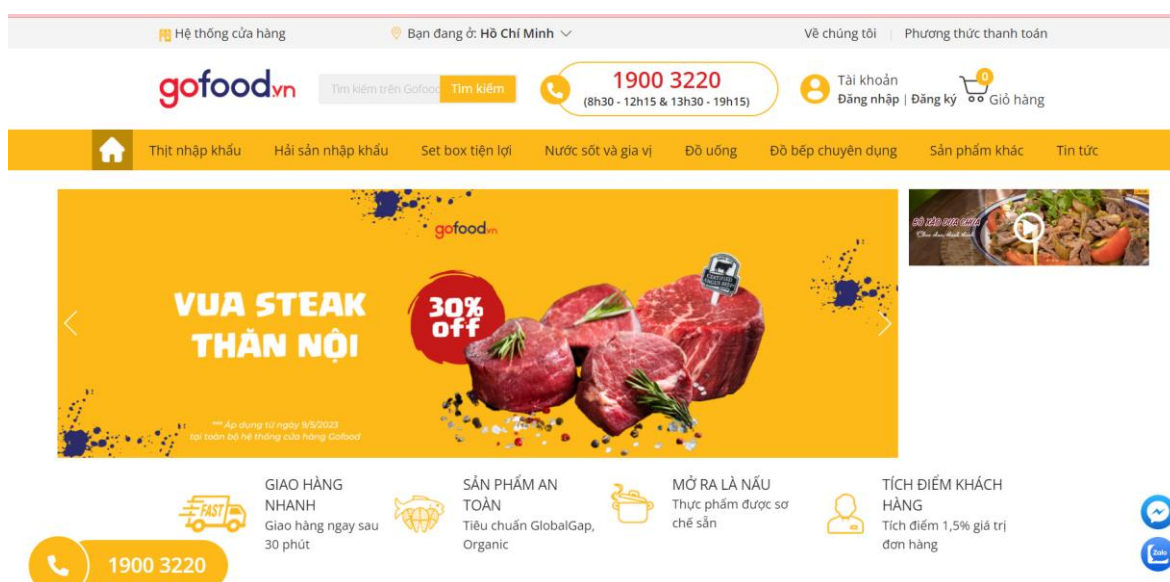 Hệ thống cửa hàng
Bạn đang ở: Hồ Chí Minh
Về chúng tôi
Phương thức thanh toán
gofood.vn
Tìm kiếm trên Gofood
Tìm kiếm
1900 3220
(8h30 - 12h15 & 13h30 - 19h15)
Tài khoản
Đăng nhập | Đăng ký
0
Giỏ hàng
Thịt nhập khẩu
Hải sản nhập khẩu
Set box tiện lợi
Nước sốt và gia vị
Đồ uống
Đồ bếp chuyên dụng
Sản phẩm khác
Tin tức
gofood.vn
VUA STEAK
THĂN NỘI
30%
off
*** Áp dụng từ ngày 9/5/2023
tại toàn bộ hệ thống cửa hàng Gofood
BÒ XÀO DƯA CHUA
FAST
GIAO HÀNG
NHANH
Giao hàng ngay sau
30 phút
SẢN PHẨM AN
TOÀN
Tiêu chuẩn GlobalGap,
Organic
MỞ RA LÀ NẤU
Thực phẩm được sơ
chế sẵn
TÍCH ĐIỂM KHÁCH
HÀNG
Tích điểm 1,5% giá trị
đơn hàng
1900 3220
Zalo